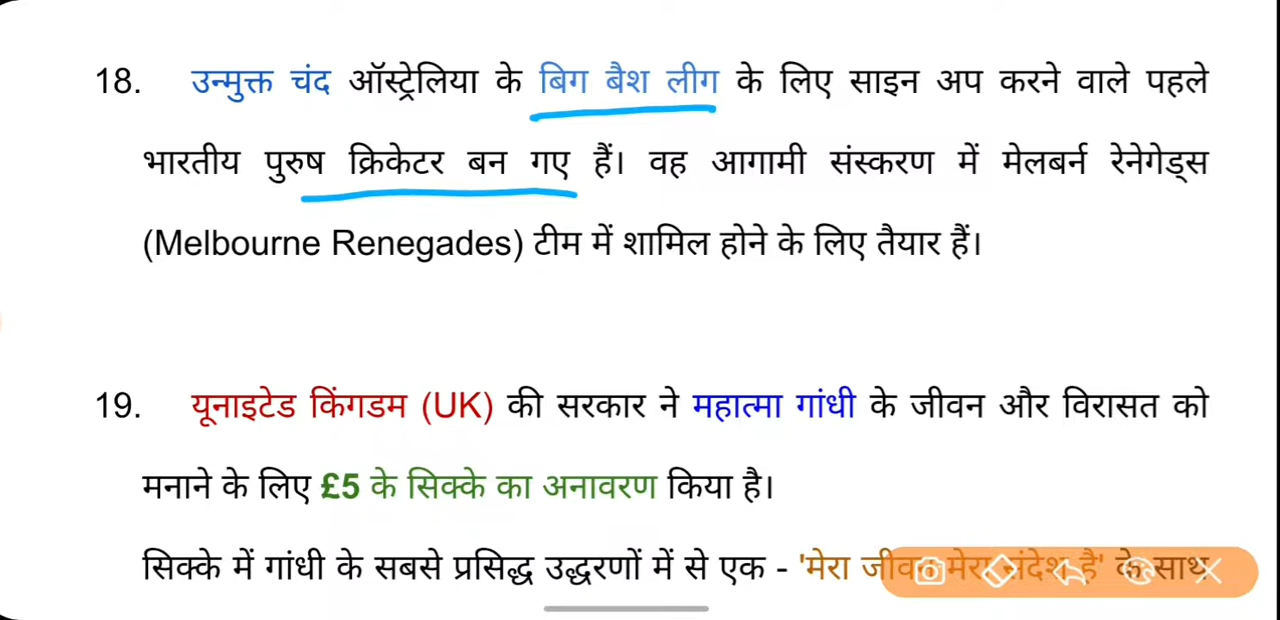 18. उन्मुक्त चंद ऑस्ट्रेलिया के बिग बैश लीग के लिए साइन अप करने वाले पहले
भारतीय पुरुष क्रिकेटर बन गए हैं। वह आगामी संस्करण में मेलबर्न रेनेगेड्स
(Melbourne Renegades) टीम में शामिल होने के लिए तैयार हैं।
19. यूनाइटेड किंगडम (UK) की सरकार ने महात्मा गांधी के जीवन और विरासत को
मनाने के लिए £5 के सिक्के का अनावरण किया है।
सिक्के में गांधी के सबसे प्रसिद्ध उद्धरणों में से एक - 'मेरा जीवन मेरा संदेश है' के साथ